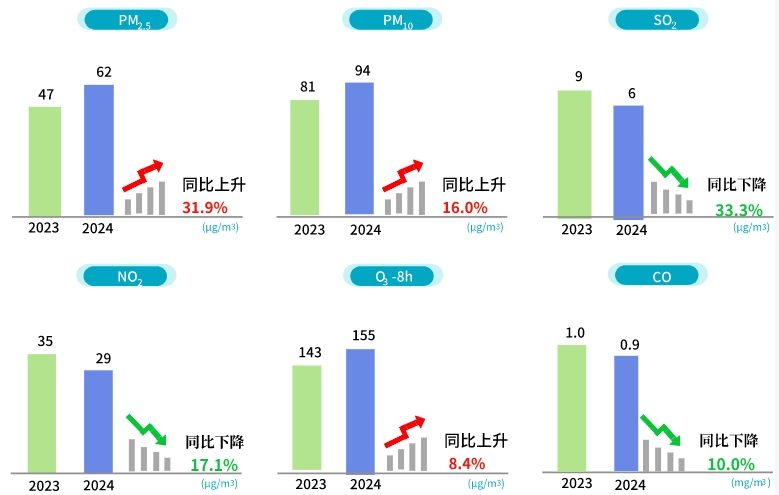 PM2.5
62
47
同比上升
31.9%
2023 2024 (μg/m3)
PM10
94
81
同比上升
16.0%
2023 2024 (μg/m3)
SO2
9
6
同比下降
33.3%
2023 2024 (μg/m3)
NO2
35
29
同比下降
17.1%
2023 2024 (μg/m3)
O3 -8h
155
143
同比上升
8.4%
2023 2024 (μg/m3)
CO
1.0
0.9
同比下降
10.0%
2023 2024 (mg/m3)